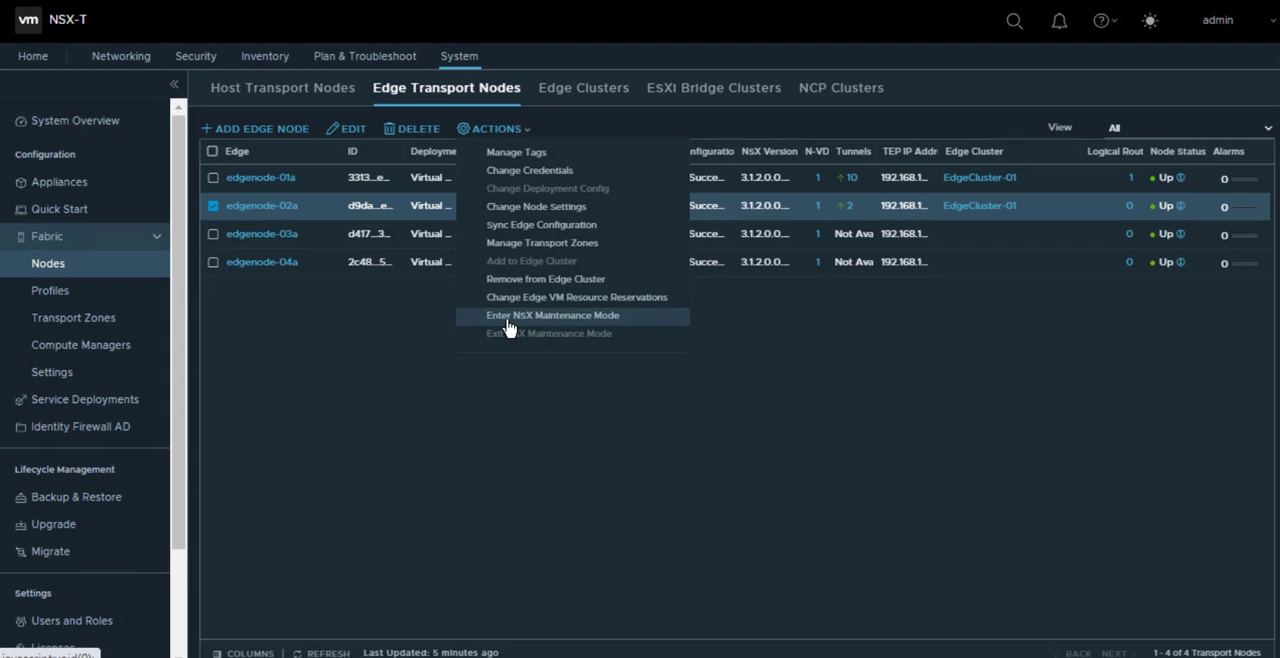 vm NSX-T
admin
Home Networking Security Inventory Plan & Troubleshoot System
System Overview
Configuration
Appliances
Quick Start
Fabric
Nodes
Profiles
Transport Zones
Compute Managers
Settings
Service Deployments
Identity Firewall AD
Lifecycle Management
Backup & Restore
Upgrade
Migrate
Settings
Users and Roles
Host Transport Nodes Edge Transport Nodes Edge Clusters ESXi Bridge Clusters NCP Clusters
+ ADD EDGE NODE EDIT DELETE ACTIONS View All
Edge ID Deployme nfiguratio NSX Version N-VD Tunnels TEP IP Addr Edge Cluster Logical Rout Node Status Alarms
edgenode-01a 3313...e... Virtual ... Succe... 3.1.2.0.0.... 1 10 192.168.1... EdgeCluster-01 1 Up 0
edgenode-02a d9da...e... Virtual ... Succe... 3.1.2.0.0.... 1 2 192.168.1... EdgeCluster-01 0 Up 0
edgenode-03a d417...3... Virtual ... Succe... 3.1.2.0.0.... 1 Not Ava 192.168.1... 0 Up 0
edgenode-04a 2c48...5... Virtual ... Succe... 3.1.2.0.0.... 1 Not Ava 192.168.1... 0 Up 0
Manage Tags
Change Credentials
Change Deployment Config
Change Node Settings
Sync Edge Configuration
Manage Transport Zones
Add to Edge Cluster
Remove from Edge Cluster
Change Edge VM Resource Reservations
Enter NSX Maintenance Mode
Maintenance Mode
COLUMNS REFRESH Last Updated: 5 minutes ago BACK NEXT 1 - 4 of 4 Transport Nodes